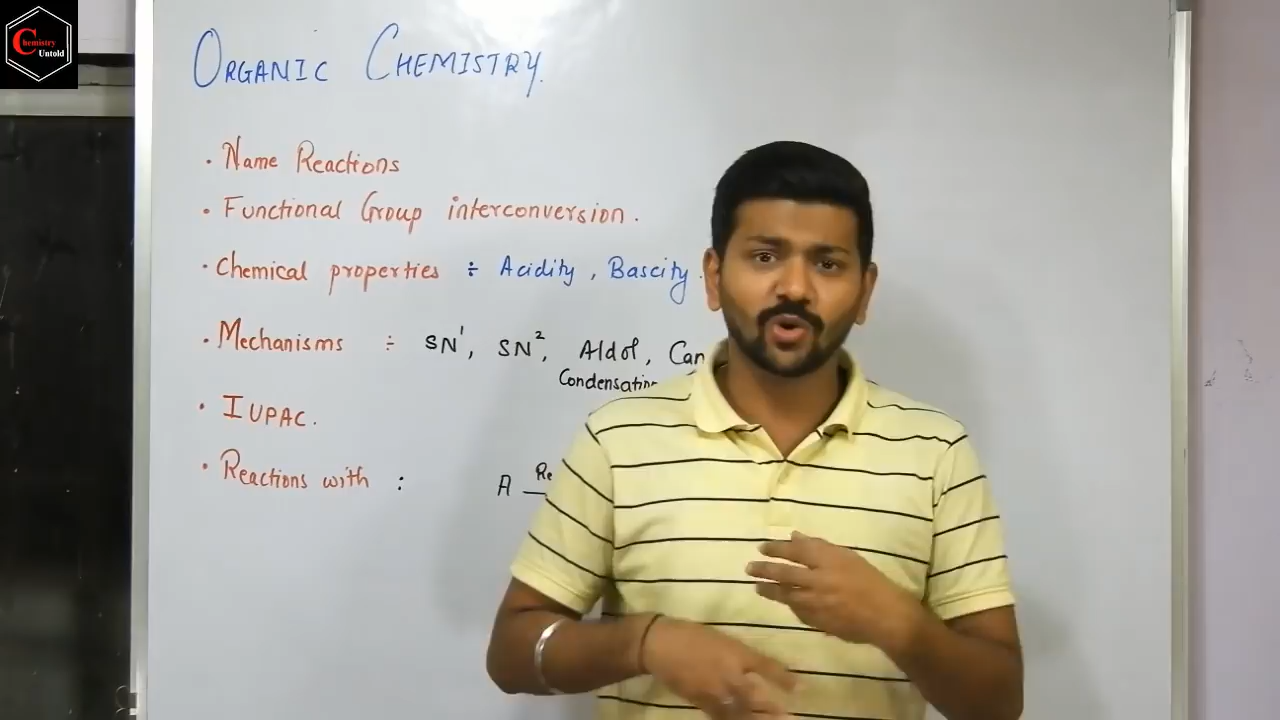 Chemistry
Untold
ORGANIC CHEMISTRY.
• Name Reactions
• Functional Group interconversion.
• Chemical properties ÷ Acidity, Bascity.
• Mechanisms ÷ SN¹, SN², Aldol,
Condensation
• IUPAC.
• Reactions with : A